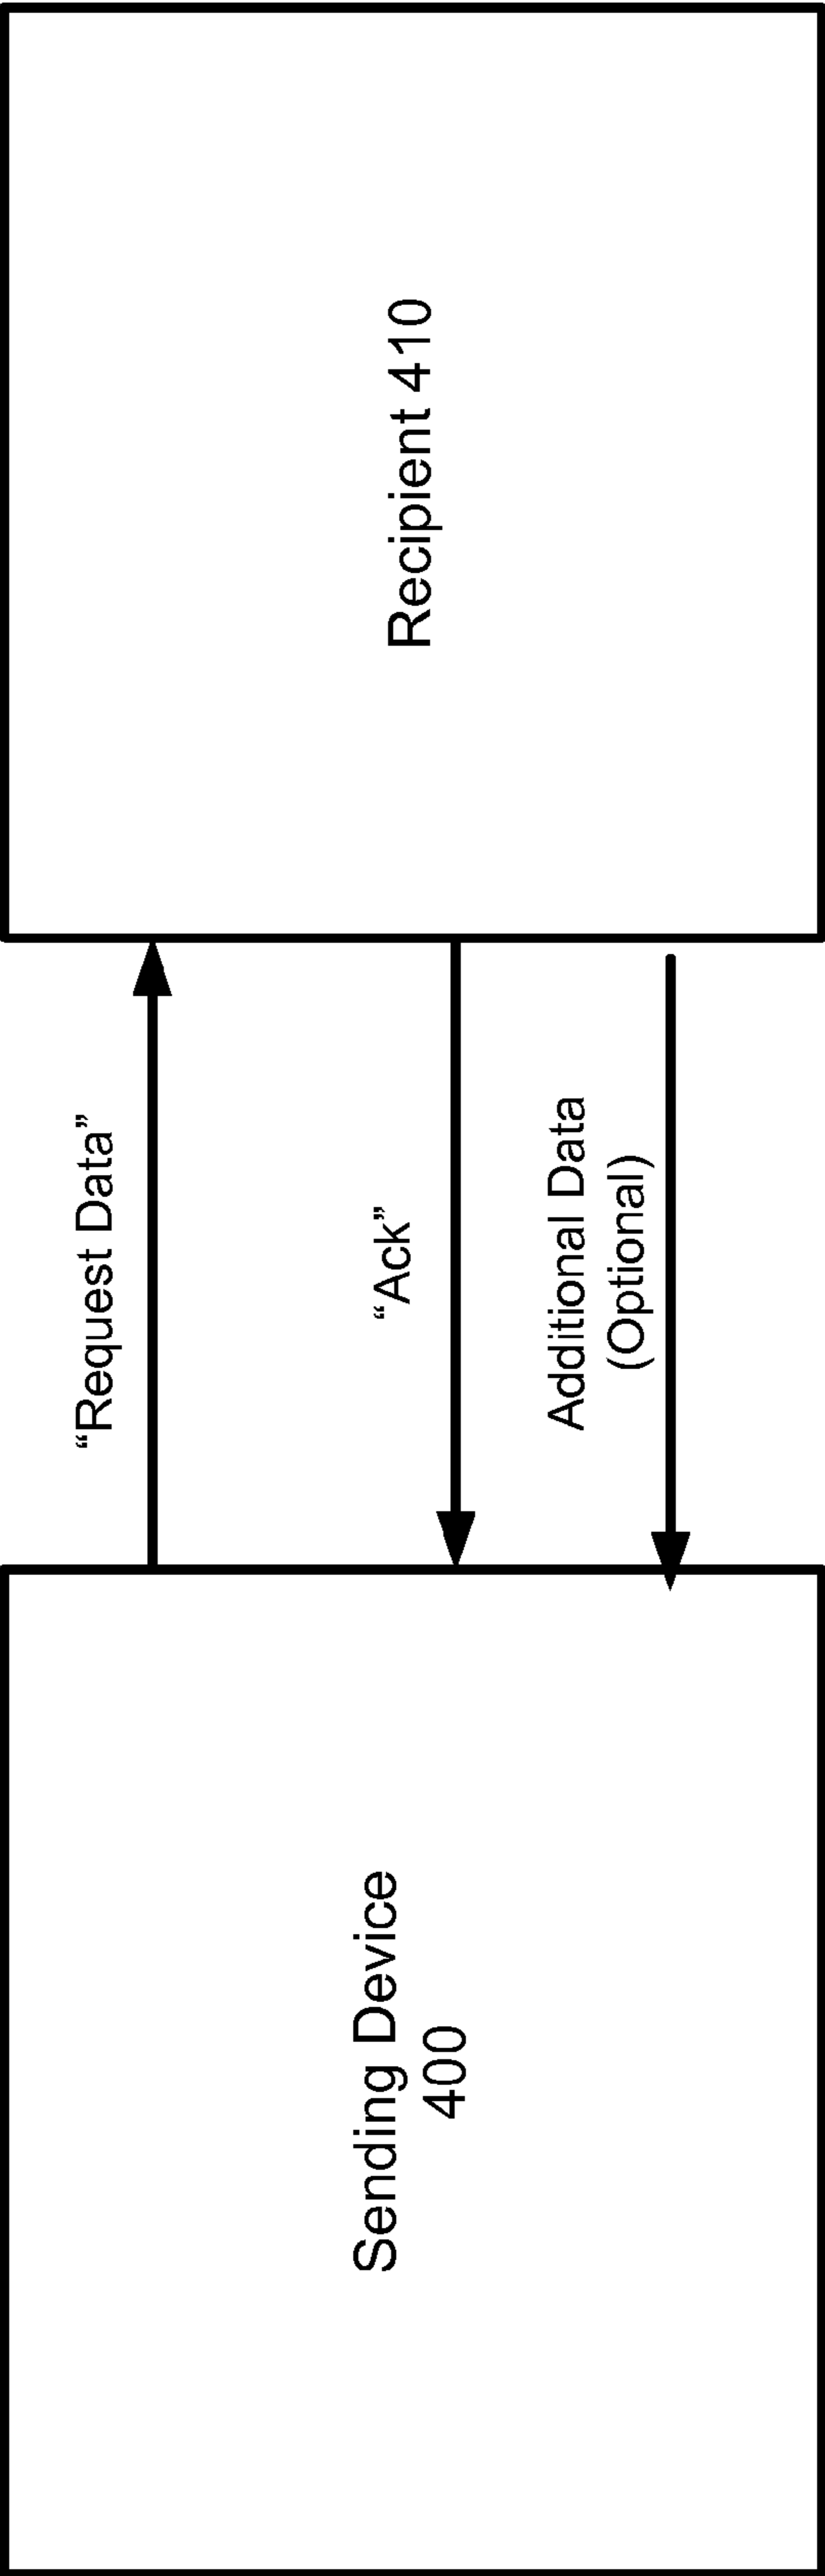 Sending Device
400
“Request Data”
“Ack”
Additional Data
(Optional)
Recipient 410